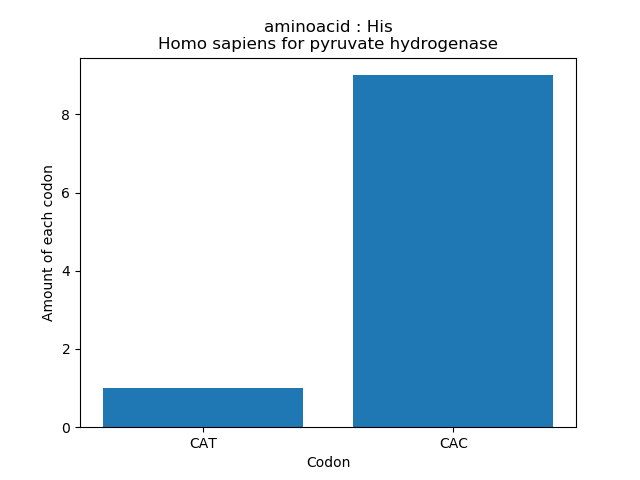 aminoacid : His
Homo sapiens for pyruvate hydrogenase
Amount of each codon
8
6
4
2
0
CAT CAC
Codon